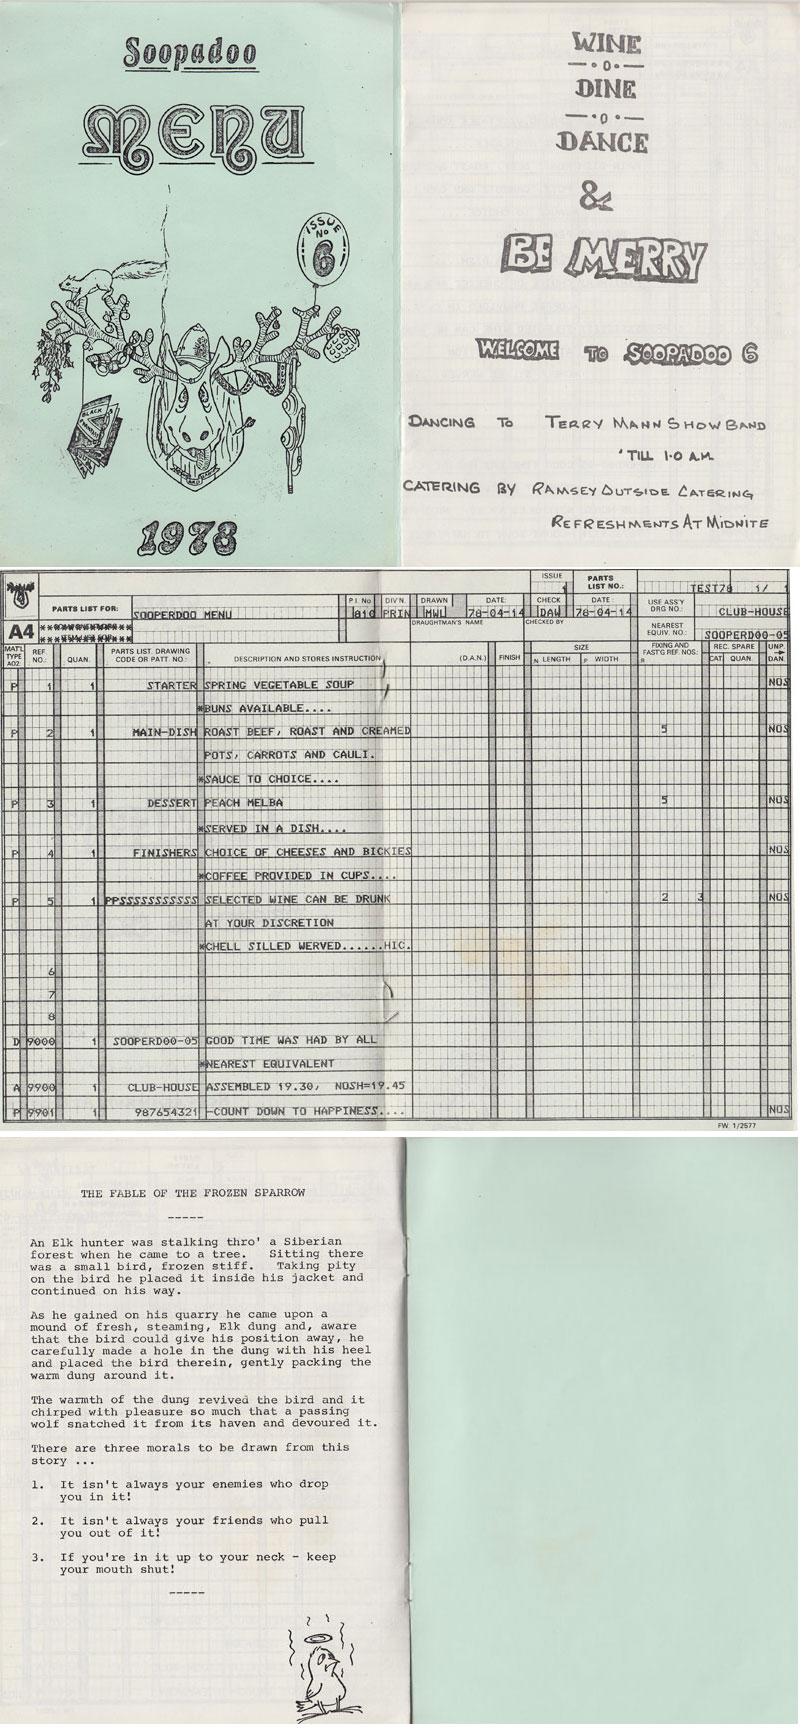 Soopadoo
MENU
ISSUE
No
6
BLACK
1978
WINE
DINE
DANCE
&
BE MERRY
WELCOME TO SOOPADOO 6
DANCING TO TERRY MANN SHOW BAND
'TILL 1·0 A.M.
CATERING BY RAMSEY OUTSIDE CATERING
REFRESHMENTS AT MIDNITE
A4
PARTS LIST FOR: SOOPERDOO MENU
P.I. No 810 DIV'N. PRIN DRAWN MWL DATE: 78-04-14 ISSUE 1 CHECK DAW DATE: 78-04-14 PARTS LIST NO.: TEST78 1/ 1
DRAUGHTMAN'S NAME CHECKED BY
USE ASS'Y DRG NO.: CLUB-HOUSE
NEAREST EQUIV. NO.: SOOPERD00-05
MAT'L TYPE A02 REF. NO.: QUAN. PARTS LIST. DRAWING CODE OR PATT. NO.: DESCRIPTION AND STORES INSTRUCTION (D.A.N.) FINISH SIZE N LENGTH P WIDTH FIXING AND FAST'G REF. NOS: R REC. SPARE CAT. QUAN. UNP. DAN.
P 1 1 STARTER SPRING VEGETABLE SOUP NOS
*BUNS AVAILABLE....
P 2 1 MAIN-DISH ROAST BEEF, ROAST AND CREAMED 5 NOS
POTS, CARROTS AND CAULI.
*SAUCE TO CHOICE....
P 3 1 DESSERT PEACH MELBA 5 NOS
*SERVED IN A DISH....
P 4 1 FINISHERS CHOICE OF CHEESES AND BICKIES NOS
*COFFEE PROVIDED IN CUPS....
P 5 1 PPSSSSSSSSSSS SELECTED WINE CAN BE DRUNK 2 3 NOS
AT YOUR DISCRETION
*CHELL SILLED WERVED......HIC.
6
7
8
D 9000 1 SOOPERD00-05 GOOD TIME WAS HAD BY ALL
*NEAREST EQUIVALENT
A 9900 1 CLUB-HOUSE ASSEMBLED 19.30, NOSH=19.45
P 9901 1 987654321 -COUNT DOWN TO HAPPINESS.... NOS
FW. 1/2577
THE FABLE OF THE FROZEN SPARROW
-----
An Elk hunter was stalking thro' a Siberian
forest when he came to a tree. Sitting there
was a small bird, frozen stiff. Taking pity
on the bird he placed it inside his jacket and
continued on his way.
As he gained on his quarry he came upon a
mound of fresh, steaming, Elk dung and, aware
that the bird could give his position away, he
carefully made a hole in the dung with his heel
and placed the bird therein, gently packing the
warm dung around it.
The warmth of the dung revived the bird and it
chirped with pleasure so much that a passing
wolf snatched it from its haven and devoured it.
There are three morals to be drawn from this
story ...
1. It isn't always your enemies who drop
you in it!
2. It isn't always your friends who pull
you out of it!
3. If you're in it up to your neck - keep
your mouth shut!
-----